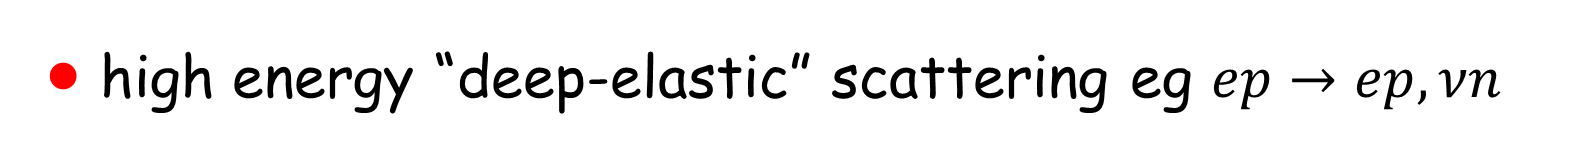 • high energy “deep-elastic” scattering eg 𝑒𝑝 → 𝑒𝑝, 𝜈𝑛